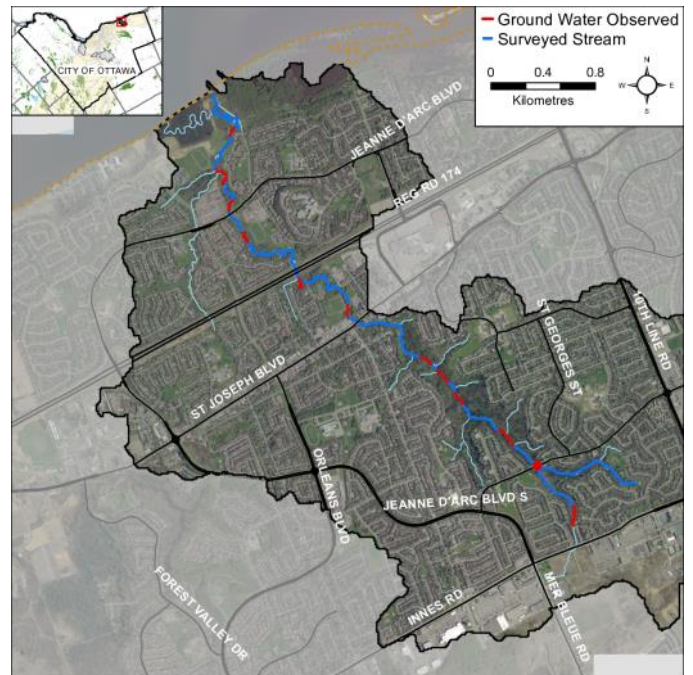 CITY OF OTTAWA
Ground Water Observed
Surveyed Stream
0 0.4 0.8
Kilometres
N
W E
S
JEANNE D'ARC BLVD
REG RD 174
ST JOSEPH BLVD
ST GEORGES ST
10TH LINE RD
ORLEANS BLVD
JEANNE D'ARC BLVD S
FOREST VALLEY DR
INNES RD
MER BLEUE RD